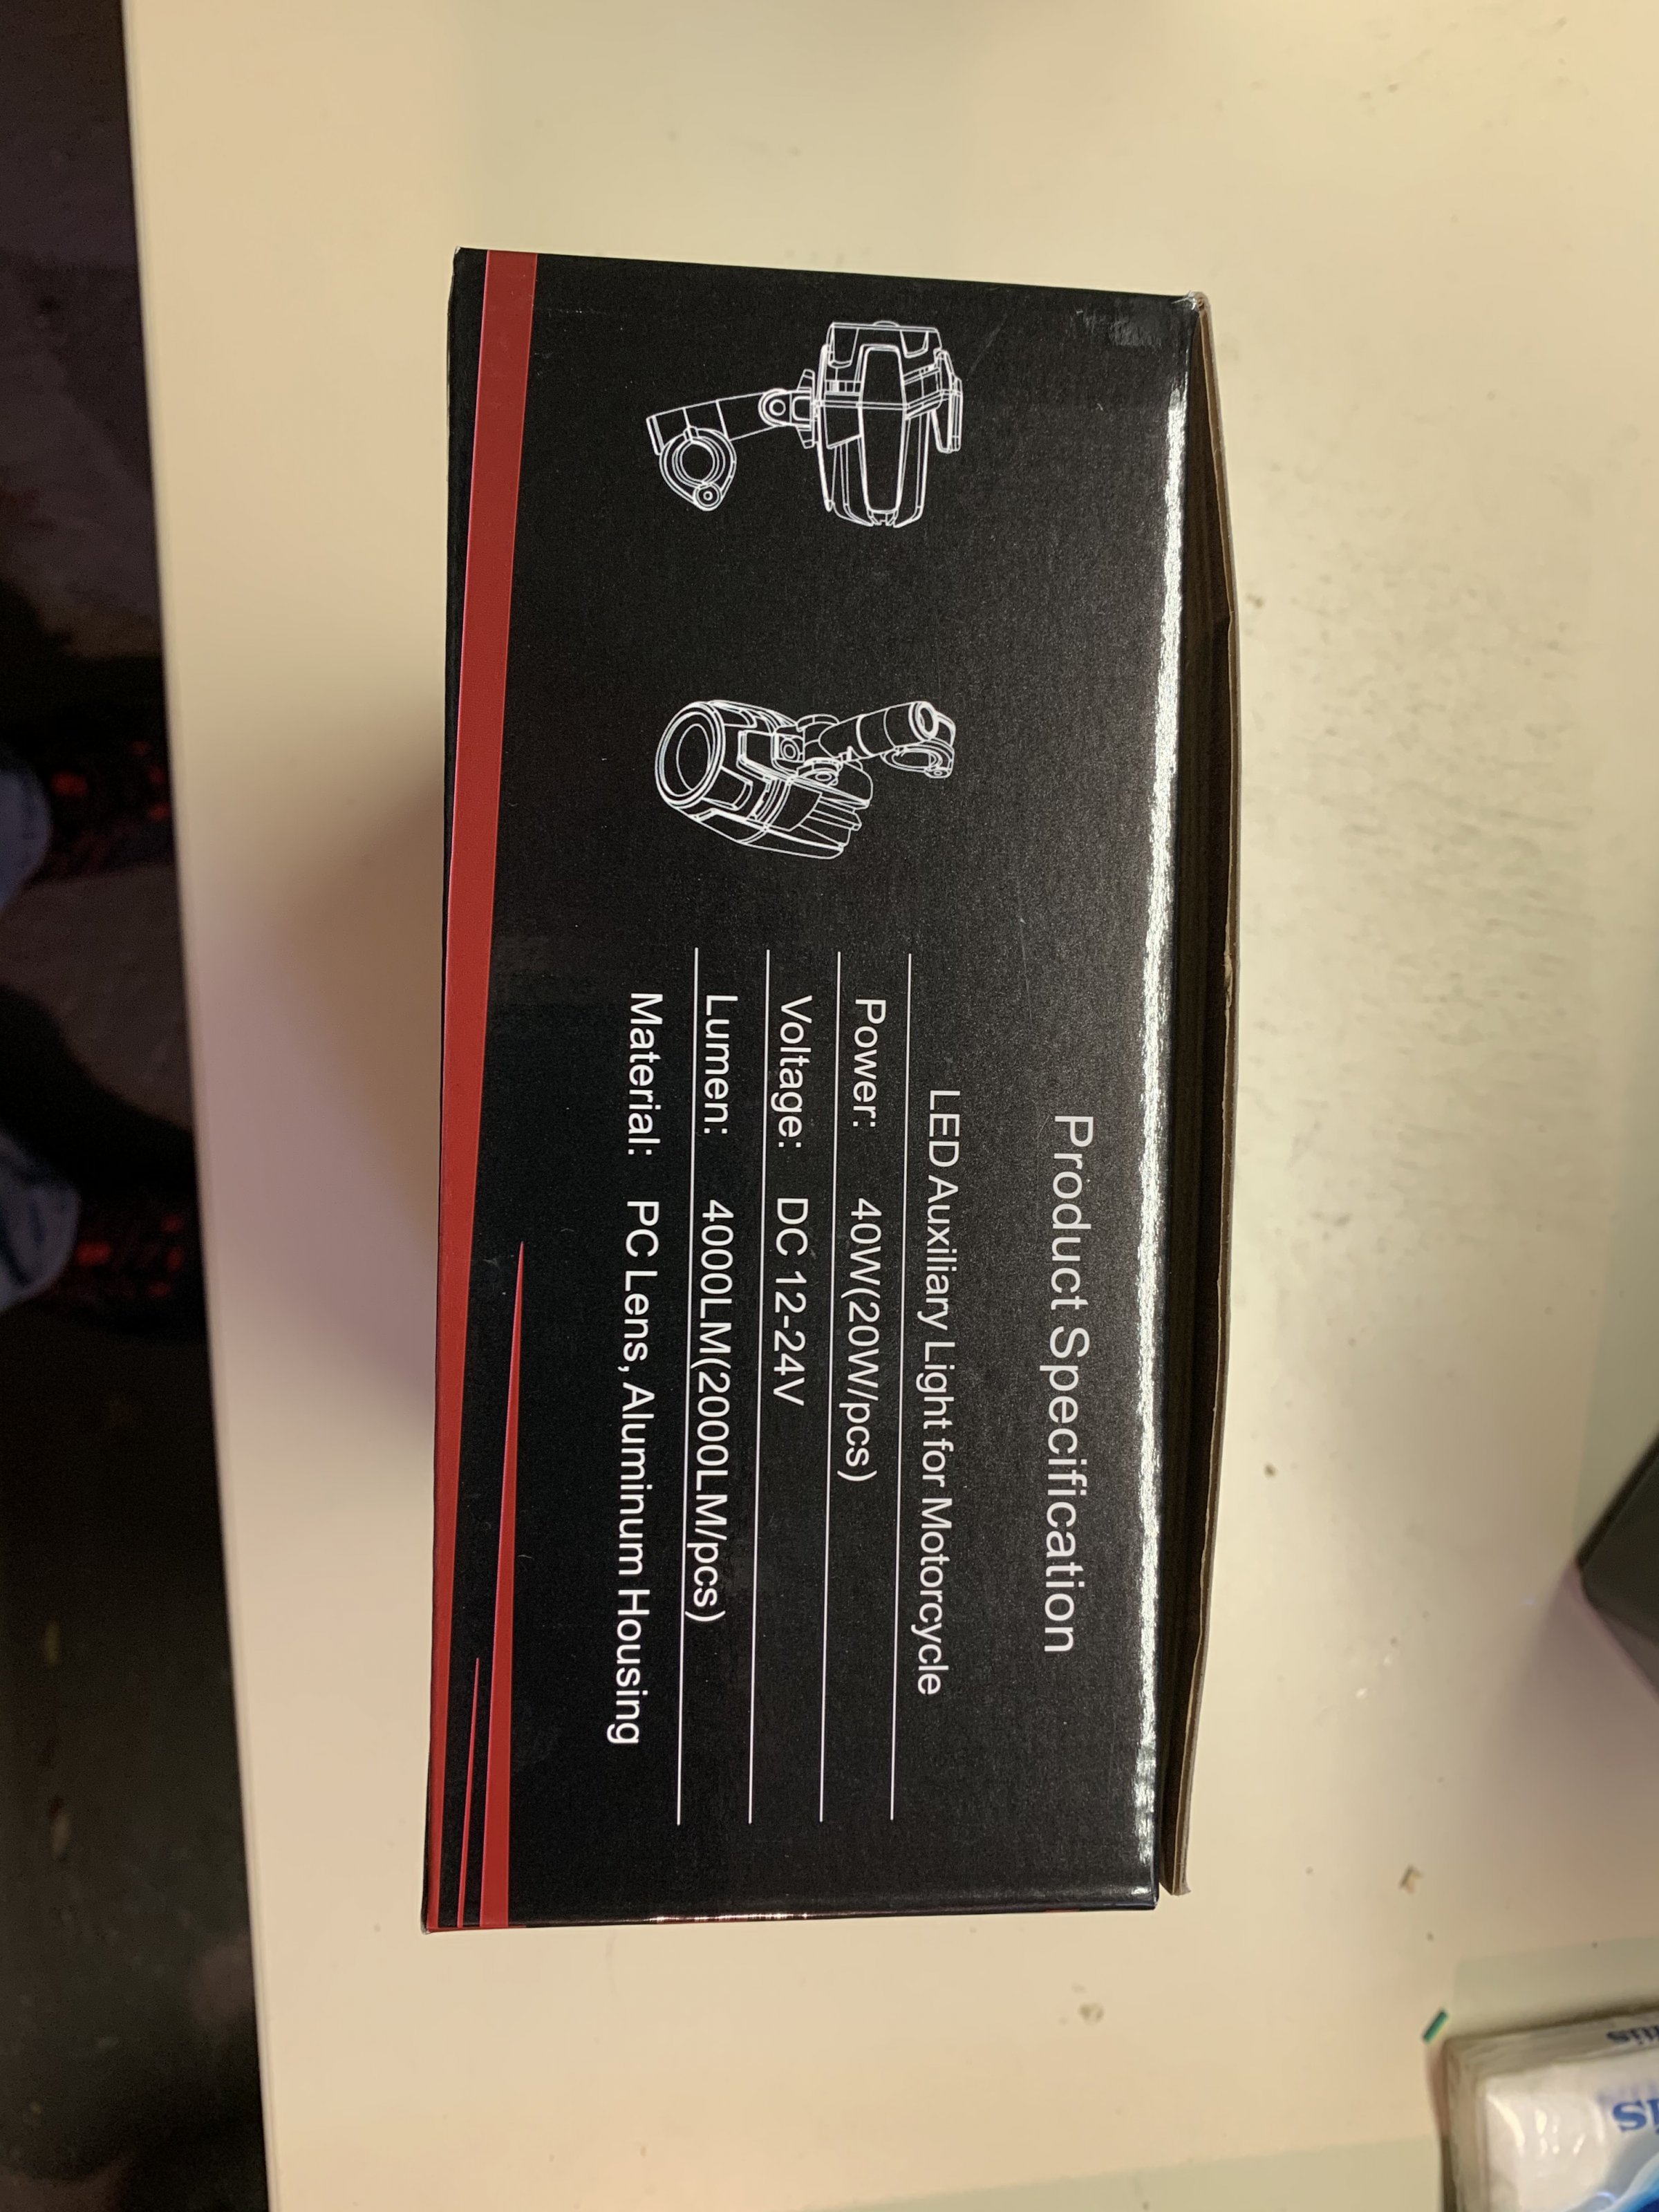 Product Specification
LED Auxiliary Light for Motorcycle
Power: 40W(20W/pcs)
Voltage: DC 12-24V
Lumen: 4000LM(2000LM/pcs)
Material: PC Lens, Aluminum Housing